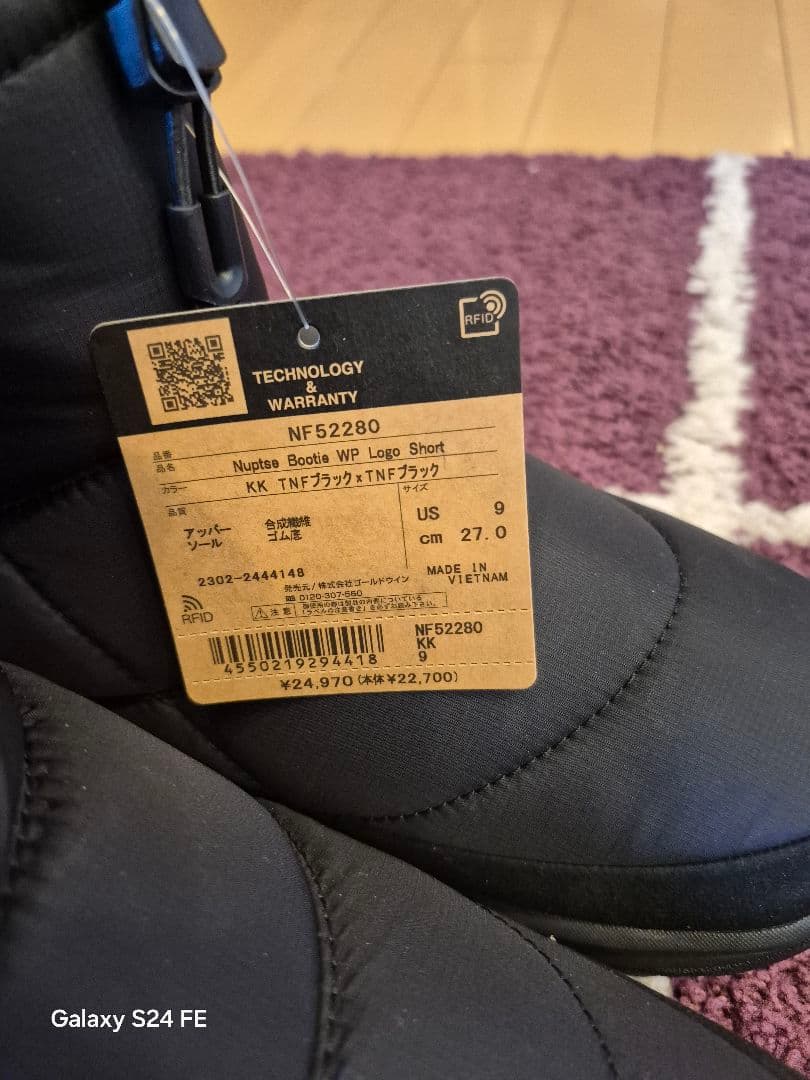 RFID
TECHNOLOGY
&
WARRANTY
品番 NF52280
品名 Nuptse Bootie WP Logo Short
カラー KK TNFブラック×TNFブラック
品質
アッパー 合成繊維
ソール ゴム底
サイズ
US 9
cm 27.0
2302-2444148
MADE IN
VIETNAM
発売元/株式会社ゴールドウイン
0120-307-560
RFID
注意
4550219294418
NF52280
KK
9
¥24,970(本体¥22,700)
Galaxy S24 FE